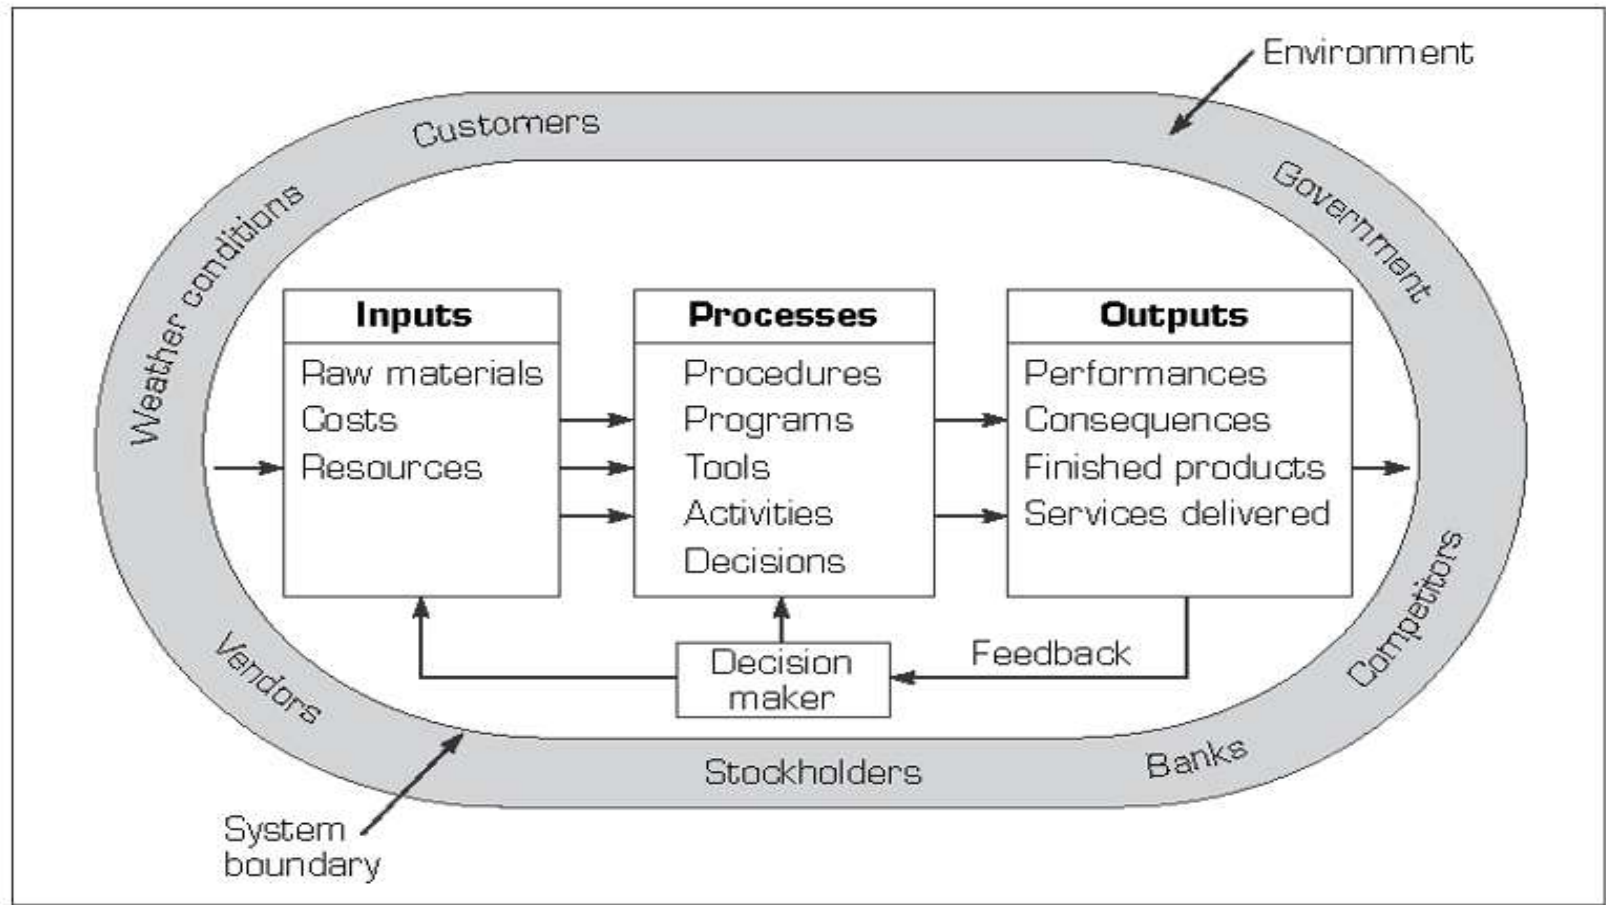 Environment
Customers
Government
Weather conditions
Inputs
Raw materials
Costs
Resources
Processes
Procedures
Programs
Tools
Activities
Decisions
Outputs
Performances
Consequences
Finished products
Services delivered
Competitors
Feedback
Decision
maker
Vendors
Stockholders
Banks
System
boundary